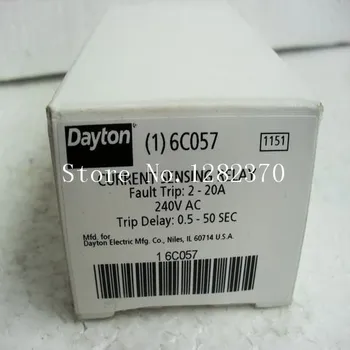 Dayton
(1) 6C057
1151
CURRENT SENSING RELAY
Store No: 1282370
Fault Trip: 2 - 20A
240V AC
Trip Delay: 0.5 - 50 SEC
Mfd. for
Dayton Electric Mfg. Co., Niles, IL 60714 U.S.A.
1 6C057